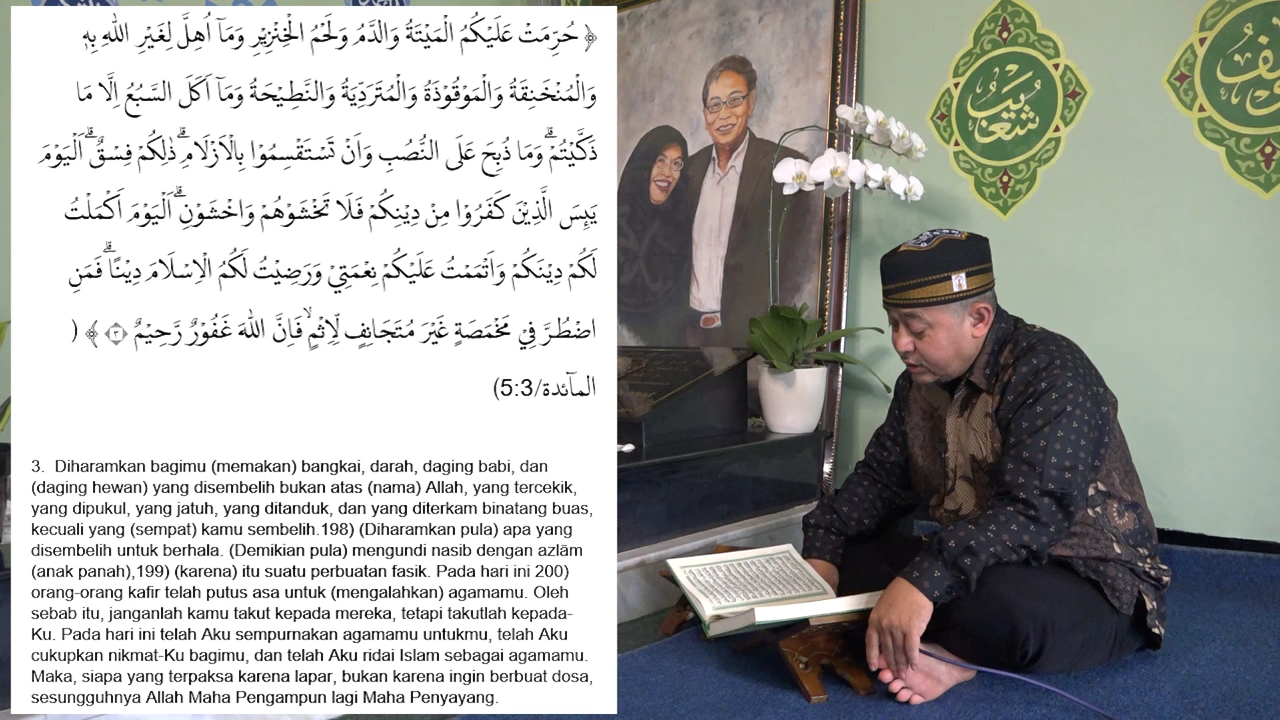 ﴿ حُرِّمَتْ عَلَيْكُمُ الْمَيْتَةُ وَالدَّمُ وَلَحْمُ الْخِنْزِيْرِ وَمَآ اُهِلَّ لِغَيْرِ اللّٰهِ بِهٖ
وَالْمُنْخَنِقَةُ وَالْمَوْقُوْذَةُ وَالْمُتَرَدِّيَةُ وَالنَّطِيْحَةُ وَمَآ اَكَلَ السَّبُعُ اِلَّا مَا
ذَكَّيْتُمْۗ وَمَا ذُبِحَ عَلَى النُّصُبِ وَاَنْ تَسْتَقْسِمُوْا بِالْاَزْلَامِۗ ذٰلِكُمْ فِسْقٌۗ اَلْيَوْمَ
يَىِٕسَ الَّذِيْنَ كَفَرُوْا مِنْ دِيْنِكُمْ فَلَا تَخْشَوْهُمْ وَاخْشَوْنِۗ اَلْيَوْمَ اَكْمَلْتُ
لَكُمْ دِيْنَكُمْ وَاَتْمَمْتُ عَلَيْكُمْ نِعْمَتِيْ وَرَضِيْتُ لَكُمُ الْاِسْلَامَ دِيْنًاۗ فَمَنِ
اضْطُرَّ فِيْ مَخْمَصَةٍ غَيْرَ مُتَجَانِفٍ لِّاِثْمٍۙ فَاِنَّ اللّٰهَ غَفُوْرٌ رَّحِيْمٌ ۝٣ ﴾ (
المآئدة/5:3)
3. Diharamkan bagimu (memakan) bangkai, darah, daging babi, dan
(daging hewan) yang disembelih bukan atas (nama) Allah, yang tercekik,
yang dipukul, yang jatuh, yang ditanduk, dan yang diterkam binatang buas,
kecuali yang (sempat) kamu sembelih.198) (Diharamkan pula) apa yang
disembelih untuk berhala. (Demikian pula) mengundi nasib dengan azlām
(anak panah),199) (karena) itu suatu perbuatan fasik. Pada hari ini 200)
orang-orang kafir telah putus asa untuk (mengalahkan) agamamu. Oleh
sebab itu, janganlah kamu takut kepada mereka, tetapi takutlah kepada-
Ku. Pada hari ini telah Aku sempurnakan agamamu untukmu, telah Aku
cukupkan nikmat-Ku bagimu, dan telah Aku ridai Islam sebagai agamamu.
Maka, siapa yang terpaksa karena lapar, bukan karena ingin berbuat dosa,
sesungguhnya Allah Maha Pengampun lagi Maha Penyayang.
شعيب